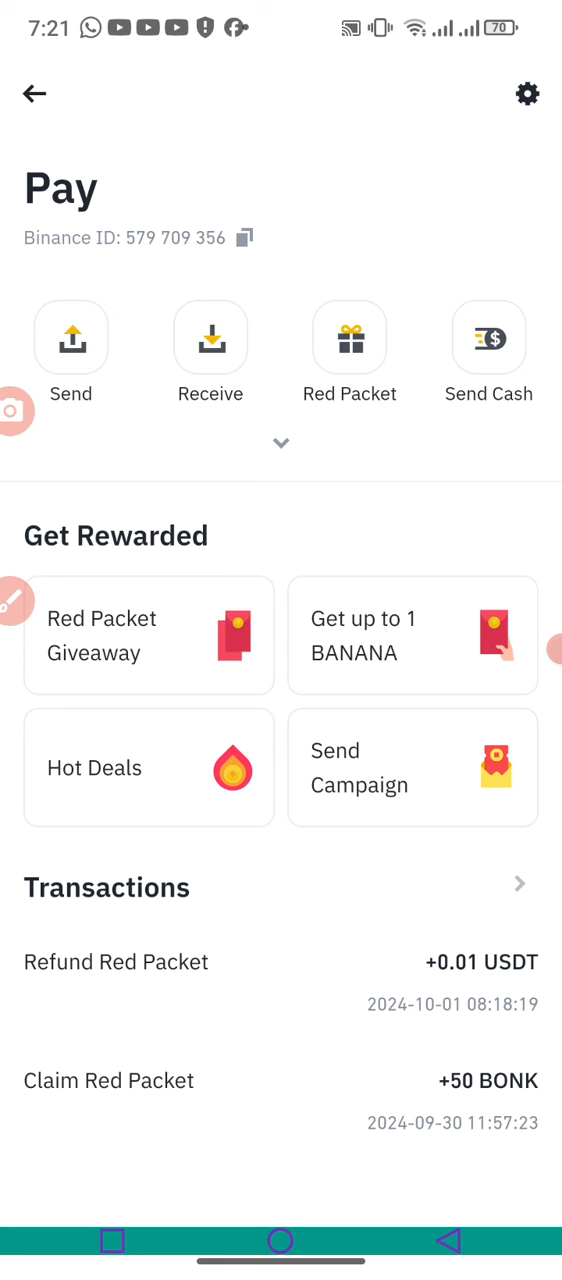 7:21
70
Pay
Binance ID: 579 709 356
Send
Receive
Red Packet
Send Cash
Get Rewarded
Red Packet
Giveaway
Get up to 1
BANANA
Hot Deals
Send
Campaign
Transactions
Refund Red Packet
+0.01 USDT
2024-10-01 08:18:19
Claim Red Packet
+50 BONK
2024-09-30 11:57:23